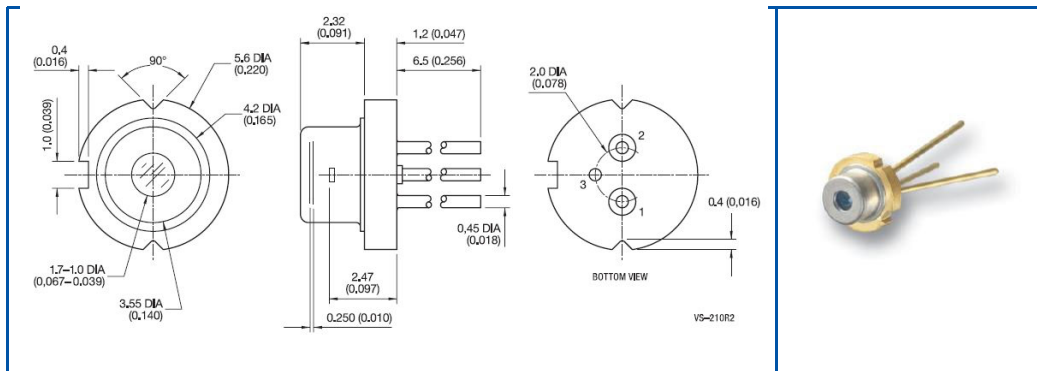 0.4
(0.016)
90°
5.6 DIA
(0.220)
4.2 DIA
(0.165)
1.0 (0.039)
1.7–1.0 DIA
(0,067–0.039)
3.55 DIA
(0.140)
2.32
(0.091)
1.2 (0.047)
6.5 (0.256)
0,45 DIA
(0.018)
2.47
(0.097)
0.250 (0.010)
2.0 DIA
(0.078)
2
3
1
0.4 (0,016)
BOTTOM VIEW
VS–210R2